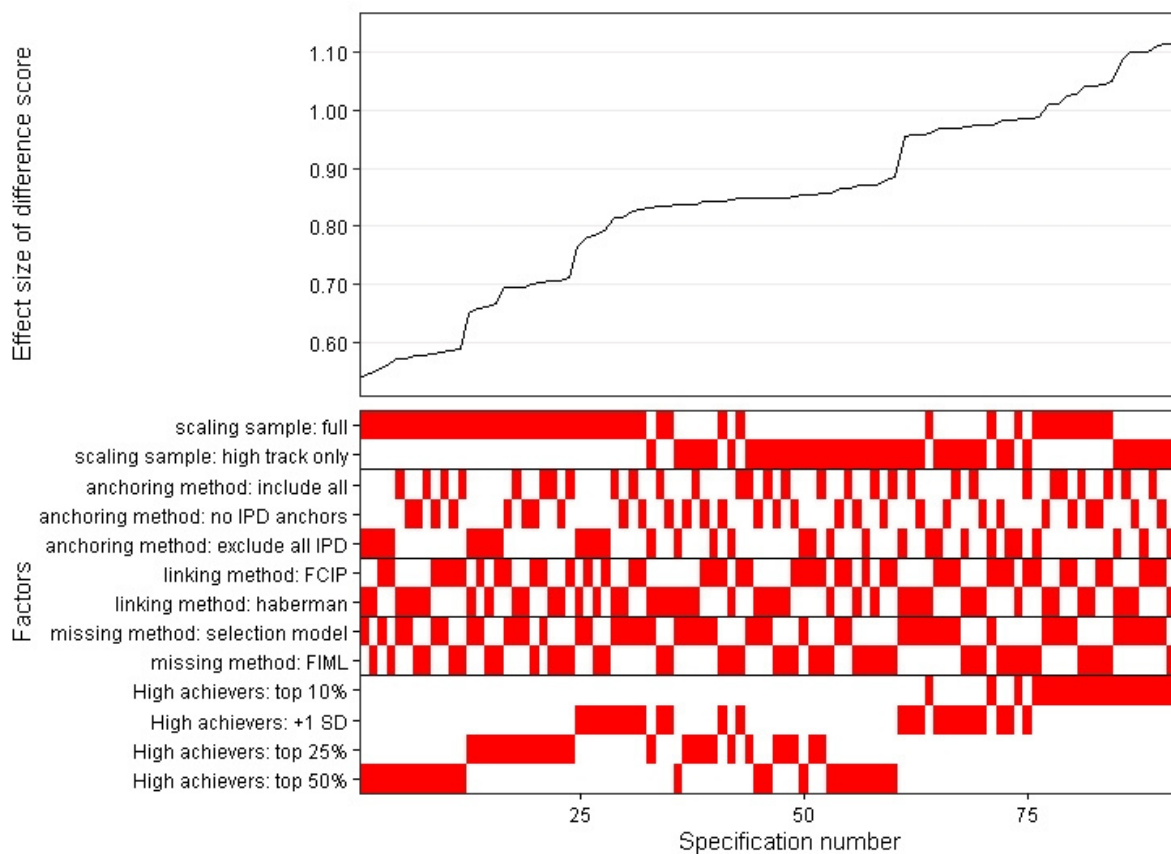 Effect size of difference score
1.10
1.00
0.90
0.80
0.70
0.60
Factors
scaling sample: full
scaling sample: high track only
anchoring method: include all
anchoring method: no IPD anchors
anchoring method: exclude all IPD
linking method: FCIP
linking method: haberman
missing method: selection model
missing method: FIML
High achievers: top 10%
High achievers: +1 SD
High achievers: top 25%
High achievers: top 50%
25 50 75
Specification number